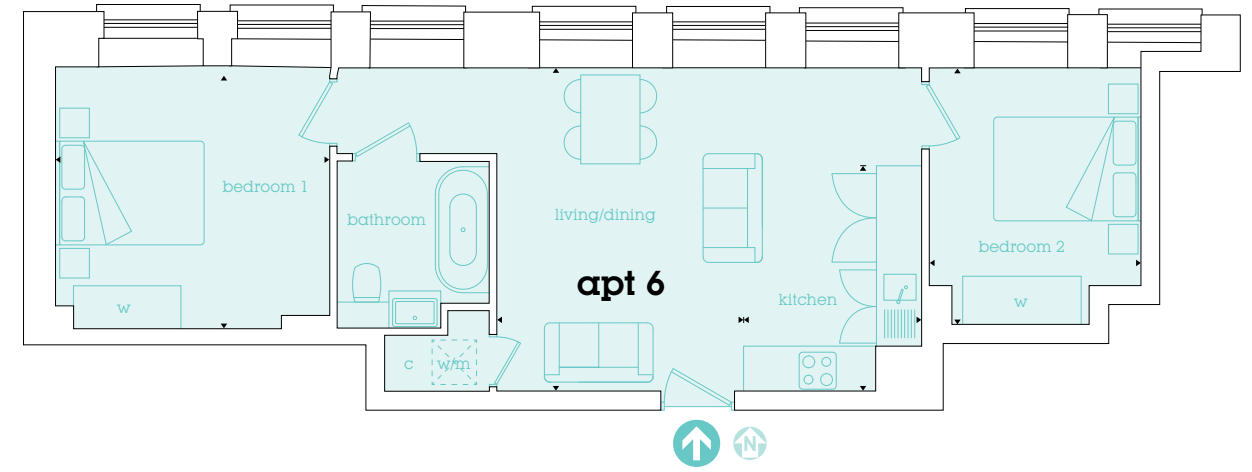 bedroom 1
bathroom
living/dining
bedroom 2
apt 6
kitchen
w
w
c
w/m
N